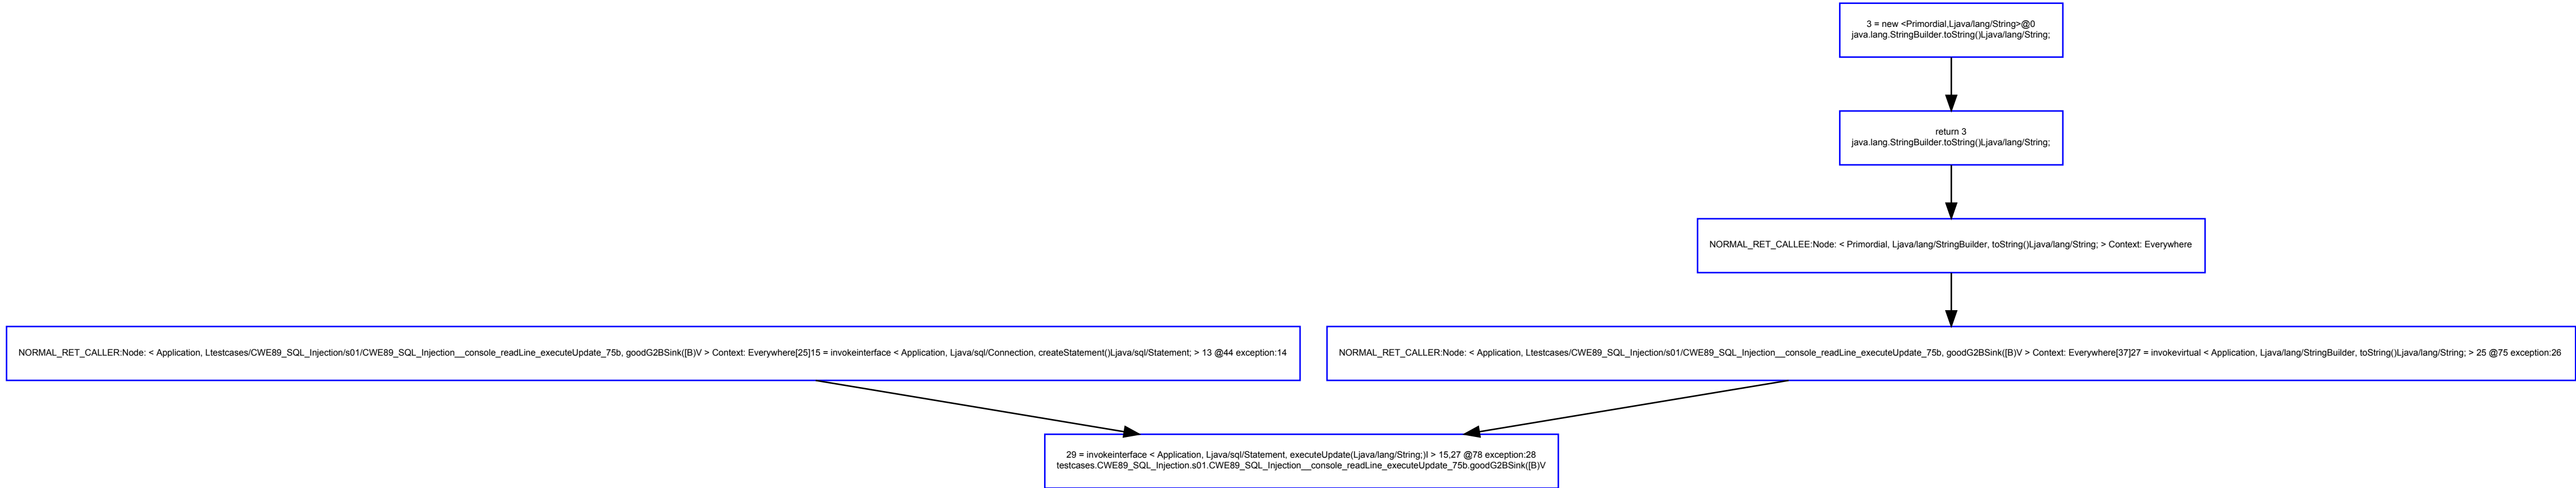 3 = new <Primordial,Ljava/lang/String>@0
java.lang.StringBuilder.toString()Ljava/lang/String;
return 3
java.lang.StringBuilder.toString()Ljava/lang/String;
NORMAL_RET_CALLEE:Node: < Primordial, Ljava/lang/StringBuilder, toString()Ljava/lang/String; > Context: Everywhere
NORMAL_RET_CALLER:Node: < Application, Ltestcases/CWE89_SQL_Injection/s01/CWE89_SQL_Injection__console_readLine_executeUpdate_75b, goodG2BSink([B)V > Context: Everywhere[25]15 = invokeinterface < Application, Ljava/sql/Connection, createStatement()Ljava/sql/Statement; > 13 @44 exception:14
NORMAL_RET_CALLER:Node: < Application, Ltestcases/CWE89_SQL_Injection/s01/CWE89_SQL_Injection__console_readLine_executeUpdate_75b, goodG2BSink([B)V > Context: Everywhere[37]27 = invokevirtual < Application, Ljava/lang/StringBuilder, toString()Ljava/lang/String; > 25 @75 exception:26
29 = invokeinterface < Application, Ljava/sql/Statement, executeUpdate(Ljava/lang/String;)I > 15,27 @78 exception:28
testcases.CWE89_SQL_Injection.s01.CWE89_SQL_Injection__console_readLine_executeUpdate_75b.goodG2BSink([B)V